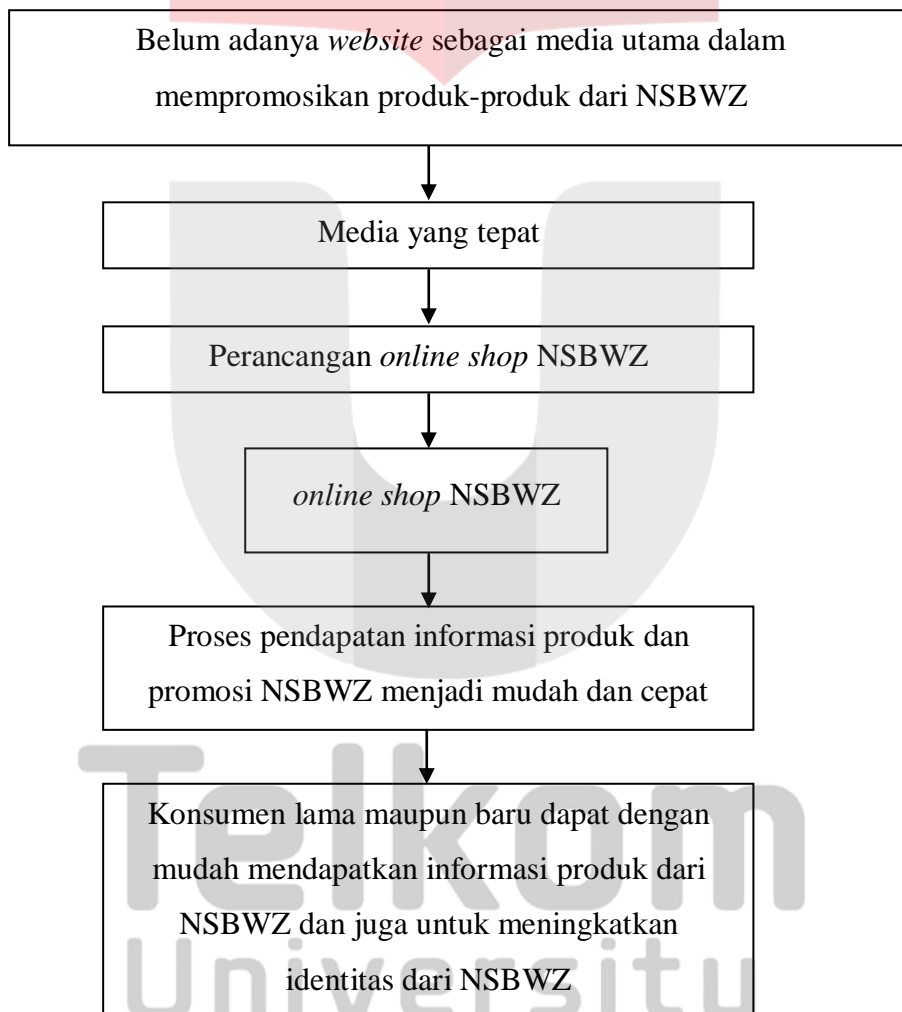 Belum adanya website sebagai media utama dalam
mempromosikan produk-produk dari NSBWZ
Media yang tepat
Perancangan online shop NSBWZ
online shop NSBWZ
Proses pendapatan informasi produk dan
promosi NSBWZ menjadi mudah dan cepat
Konsumen lama maupun baru dapat dengan
mudah mendapatkan informasi produk dari
NSBWZ dan juga untuk meningkatkan
identitas dari NSBWZ
Telkom
University